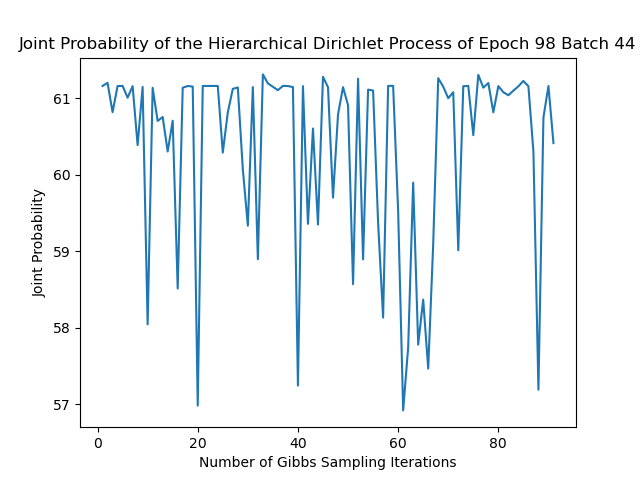 Joint Probability of the Hierarchical Dirichlet Process of Epoch 98 Batch 44
61
60
59
58
57
Joint Probability
0 20 40 60 80
Number of Gibbs Sampling Iterations